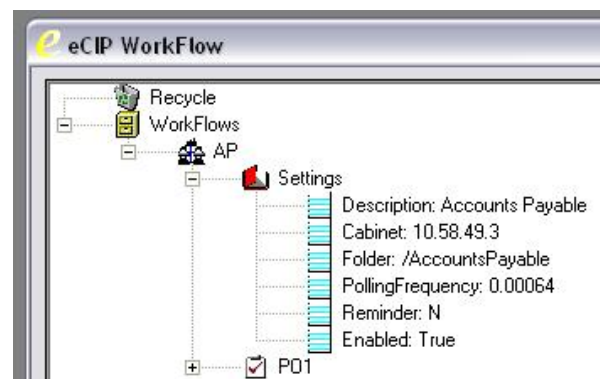 eCIP WorkFlow
Recycle
WorkFlows
AP
Settings
Description: Accounts Payable
Cabinet: 10.58.49.3
Folder: /AccountsPayable
PollingFrequency: 0.00064
Reminder: N
Enabled: True
PO1